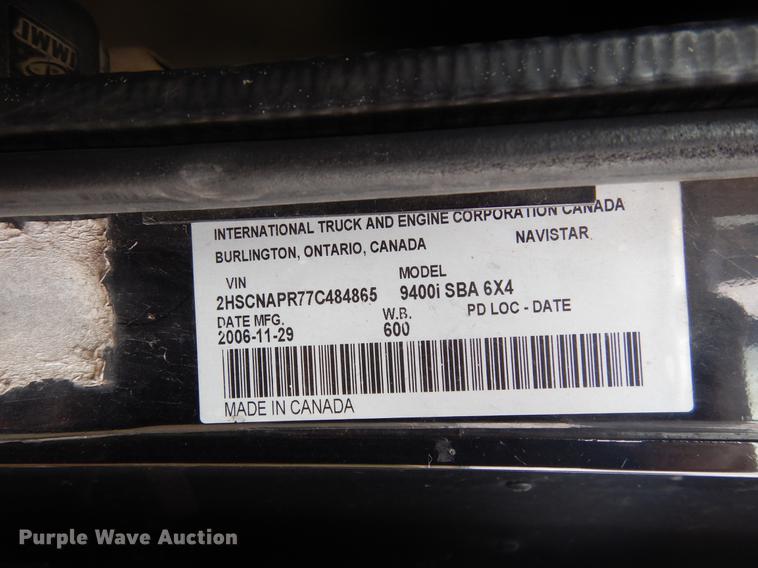 IMMI
INTERNATIONAL TRUCK AND ENGINE CORPORATION CANADA
BURLINGTON, ONTARIO, CANADA NAVISTAR
VIN MODEL
2HSCNAPR77C484865 9400i SBA 6X4
DATE MFG. W.B. PD LOC - DATE
2006-11-29 600
MADE IN CANADA
Purple Wave Auction